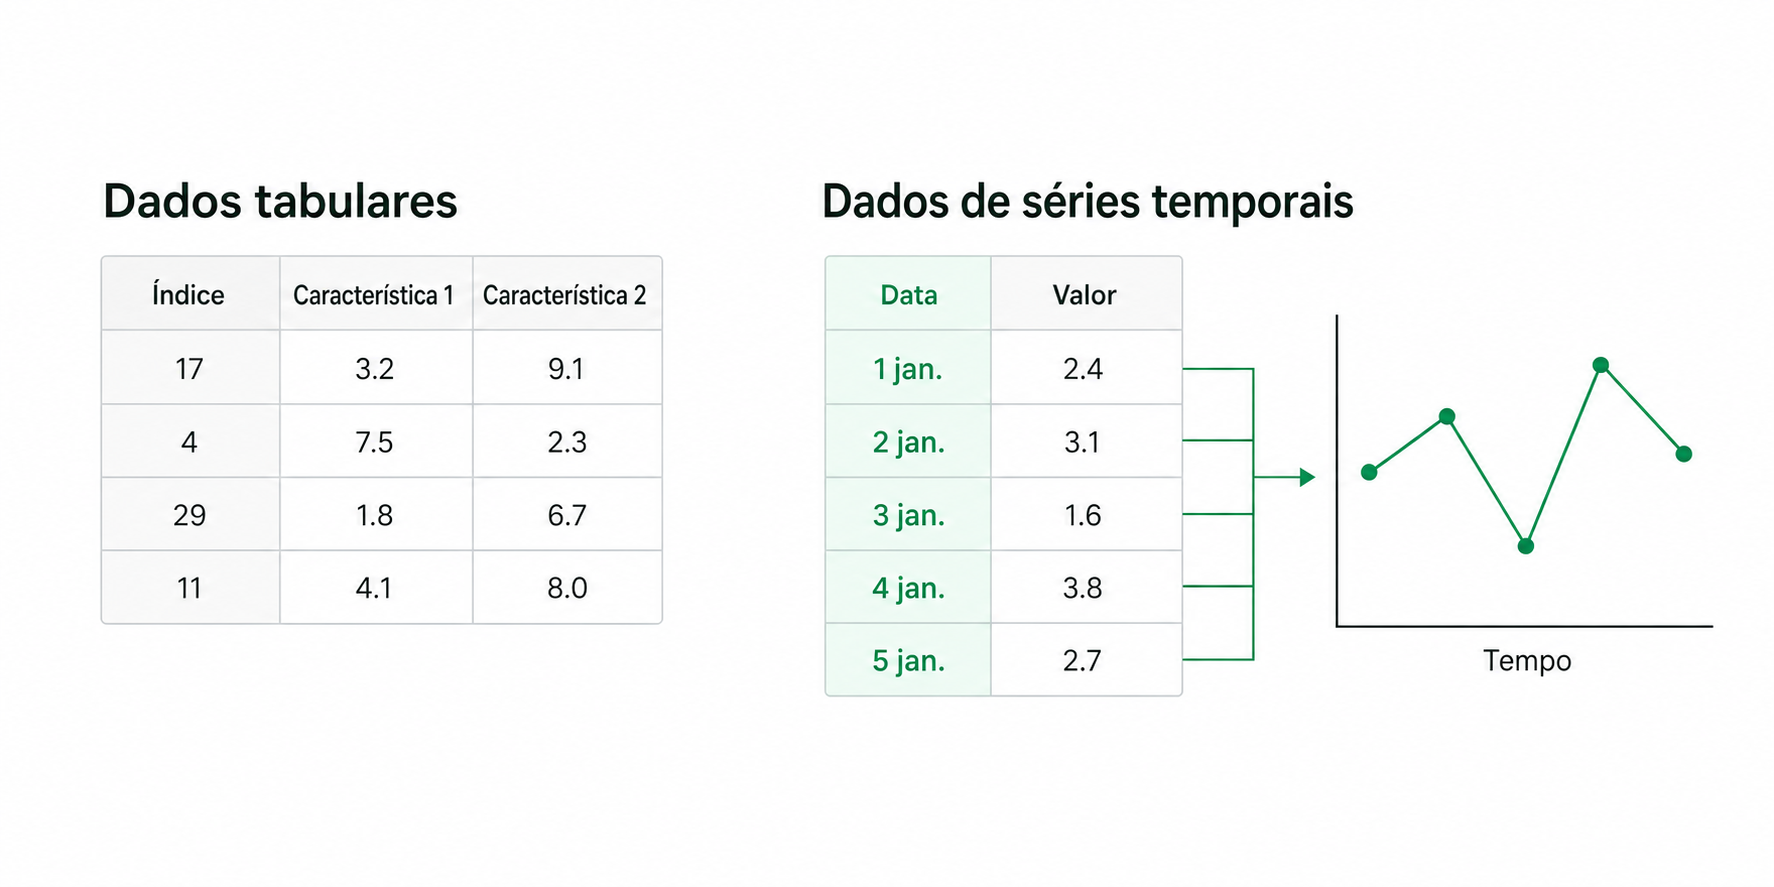 Dados tabulares
Índice Característica 1 Característica 2
17 3.2 9.1
4 7.5 2.3
29 1.8 6.7
11 4.1 8.0
Dados de séries temporais
Data Valor
1 jan. 2.4
2 jan. 3.1
3 jan. 1.6
4 jan. 3.8
5 jan. 2.7
Tempo